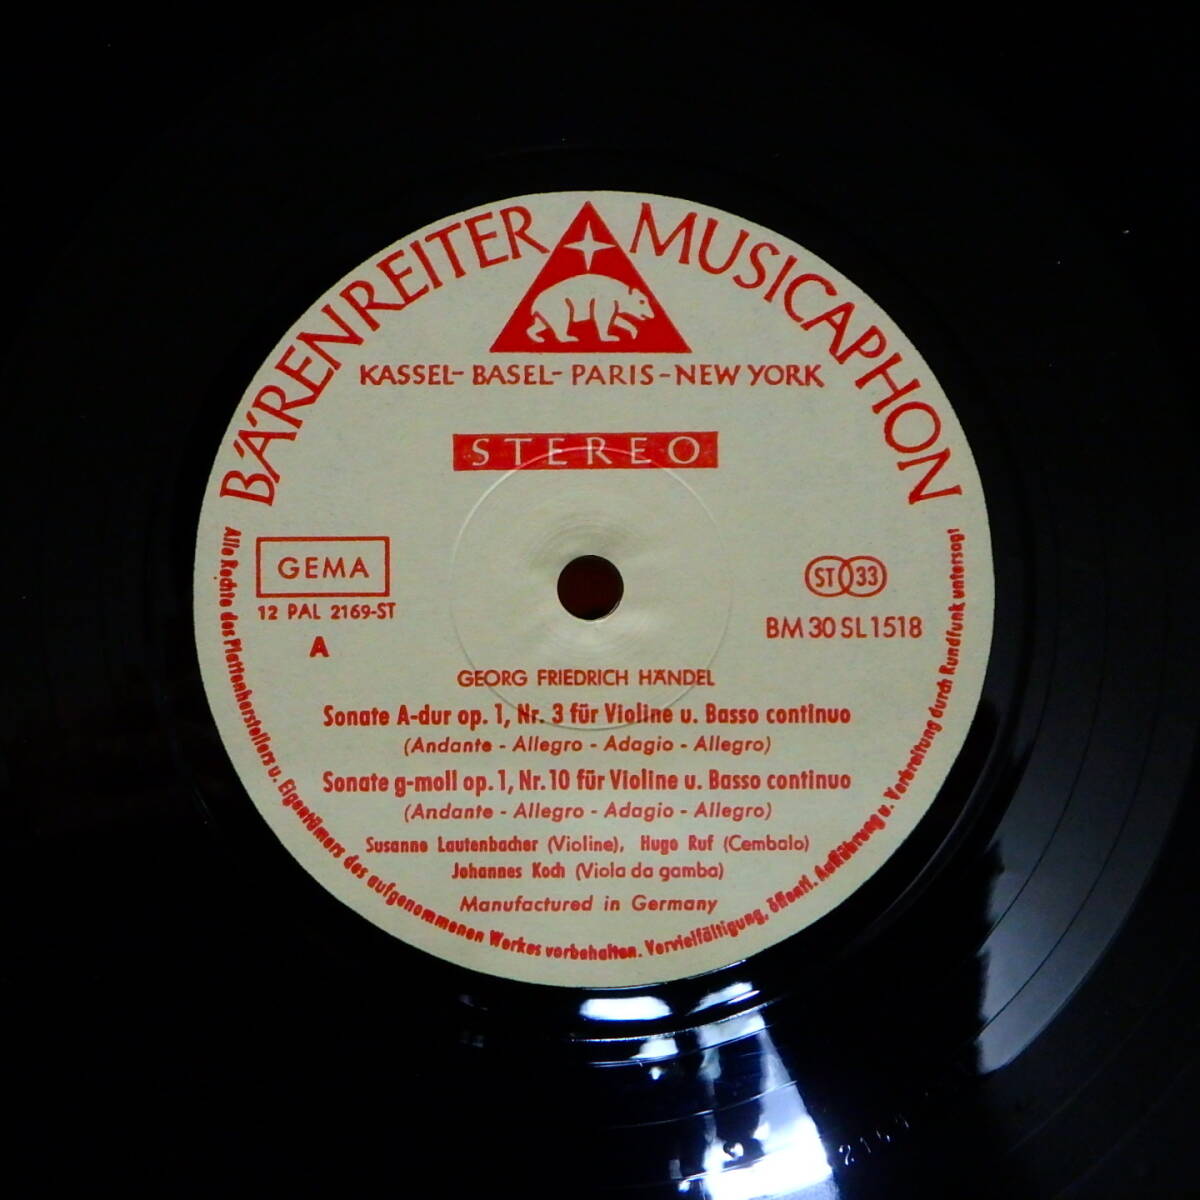 BÄRENREITER MUSICAPHON
KASSEL- BASEL- PARIS-NEW YORK
STEREO
GEMA
12 PAL 2169-ST
A
ST 33
BM 30 SL 1518
GEORG FRIEDRICH HÄNDEL
Sonate A-dur op. 1, Nr. 3 für Violine u. Basso continuo
(Andante - Allegro - Adagio - Allegro)
Sonate g-moll op. 1, Nr. 10 für Violine u. Basso continuo
(Andante - Allegro - Adagio - Allegro)
Susanne Lautenbacher (Violine), Hugo Ruf (Cembalo)
Johannes Koch (Viola da gamba)
Manufactured in Germany
Alle Rechte des Plattenherstellers u. Eigentümers des aufgenommenen Werkes vorbehalten. Vervielfältigung, öffentl. Aufführung u. Verbreitung durch Rundfunk untersagt